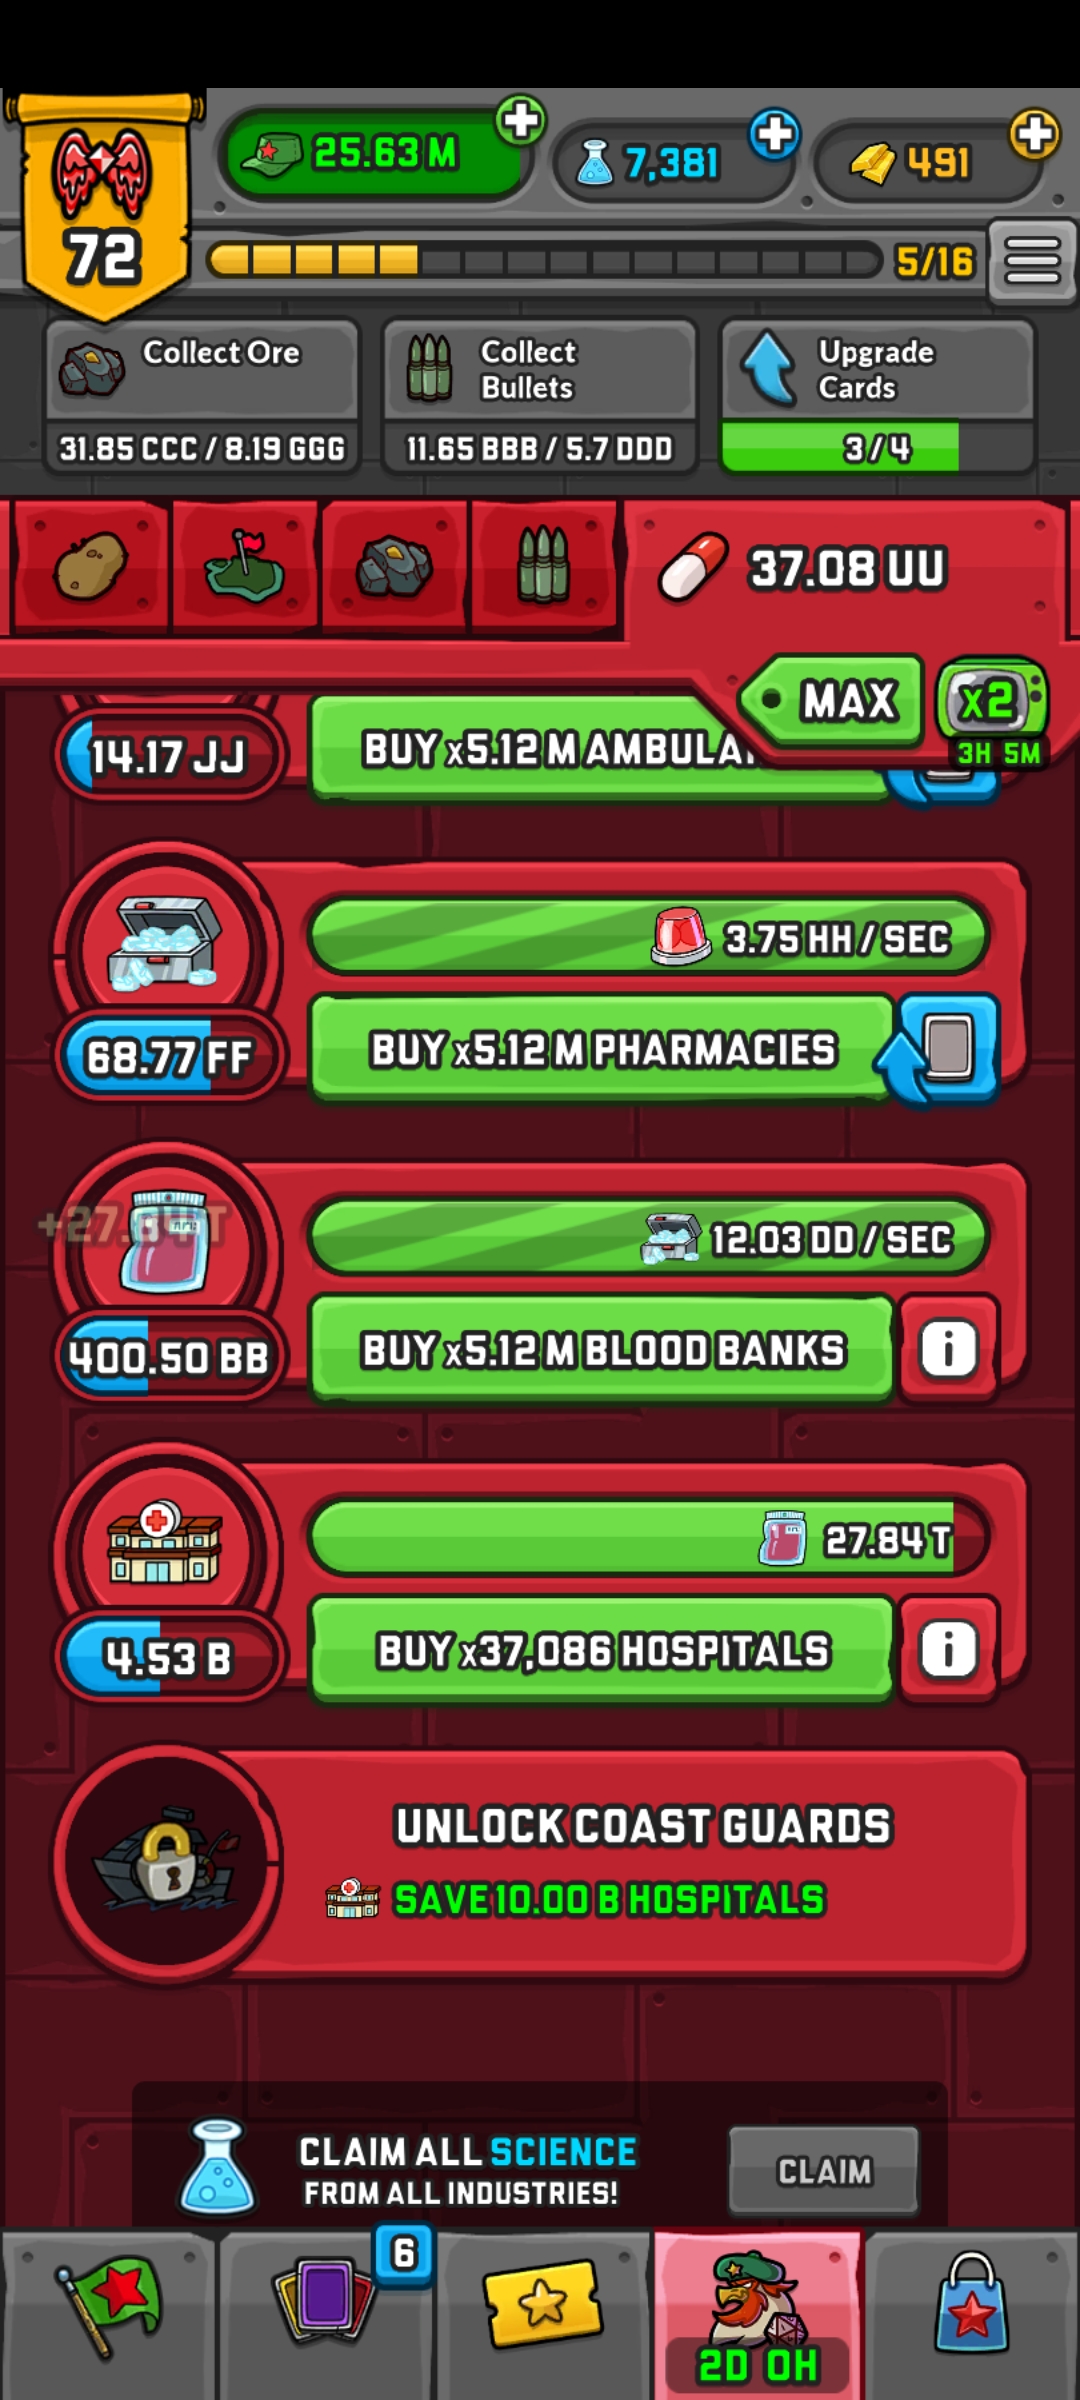 25.63 M
7,381
491
72
5/16
Collect Ore
31.85 CCC / 8.19 GGG
Collect
Bullets
11.65 BBB / 5.7 DDD
Upgrade
Cards
3/4
37.08 UU
MAX
x2
3H 5M
14.17 JJ
BUY x5.12 M AMBULA
3.75 HH / SEC
68.77 FF
BUY x5.12 M PHARMACIES
+27.84 T
12.03 DD / SEC
400.50 BB
BUY x5.12 M BLOOD BANKS
i
27.84 T
4.53 B
BUY x37,086 HOSPITALS
i
UNLOCK COAST GUARDS
SAVE 10.00 B HOSPITALS
CLAIM ALL SCIENCE
FROM ALL INDUSTRIES!
CLAIM
6
2D 0H